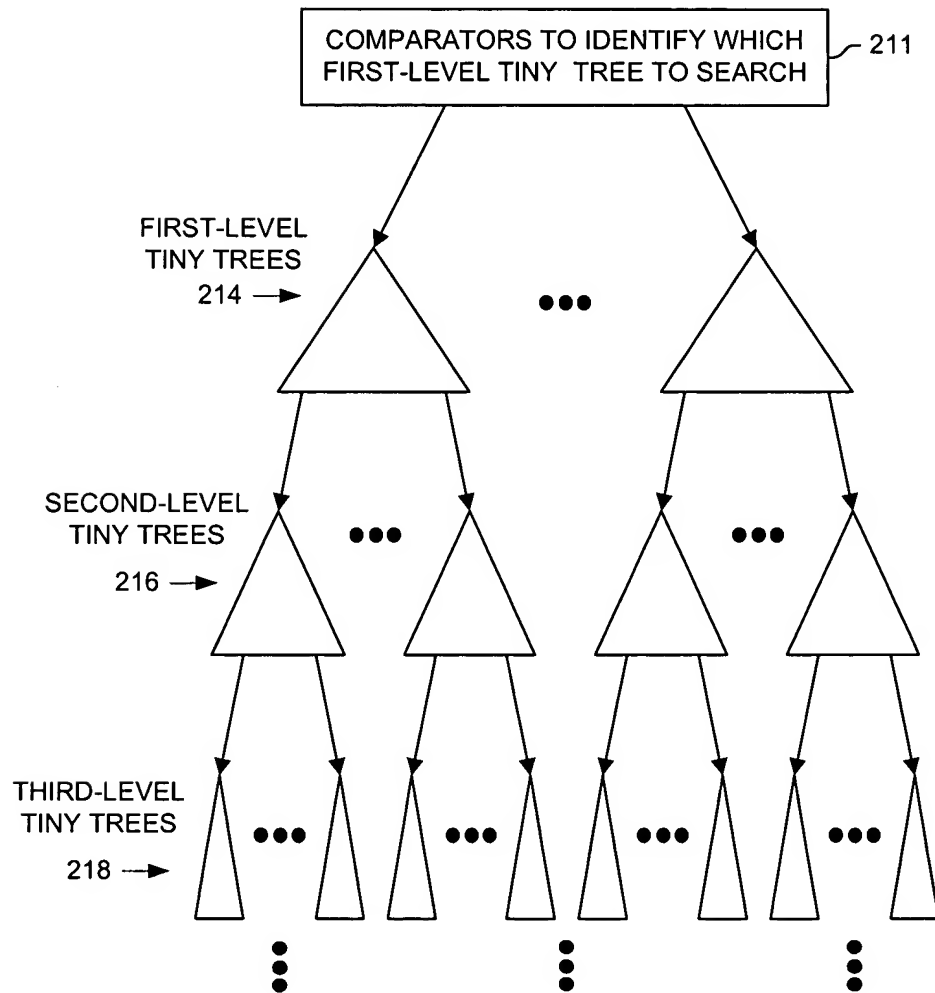 COMPARATORS TO IDENTIFY WHICH
FIRST-LEVEL TINY TREE TO SEARCH
211
FIRST-LEVEL
TINY TREES
214
SECOND-LEVEL
TINY TREES
216
THIRD-LEVEL
TINY TREES
218